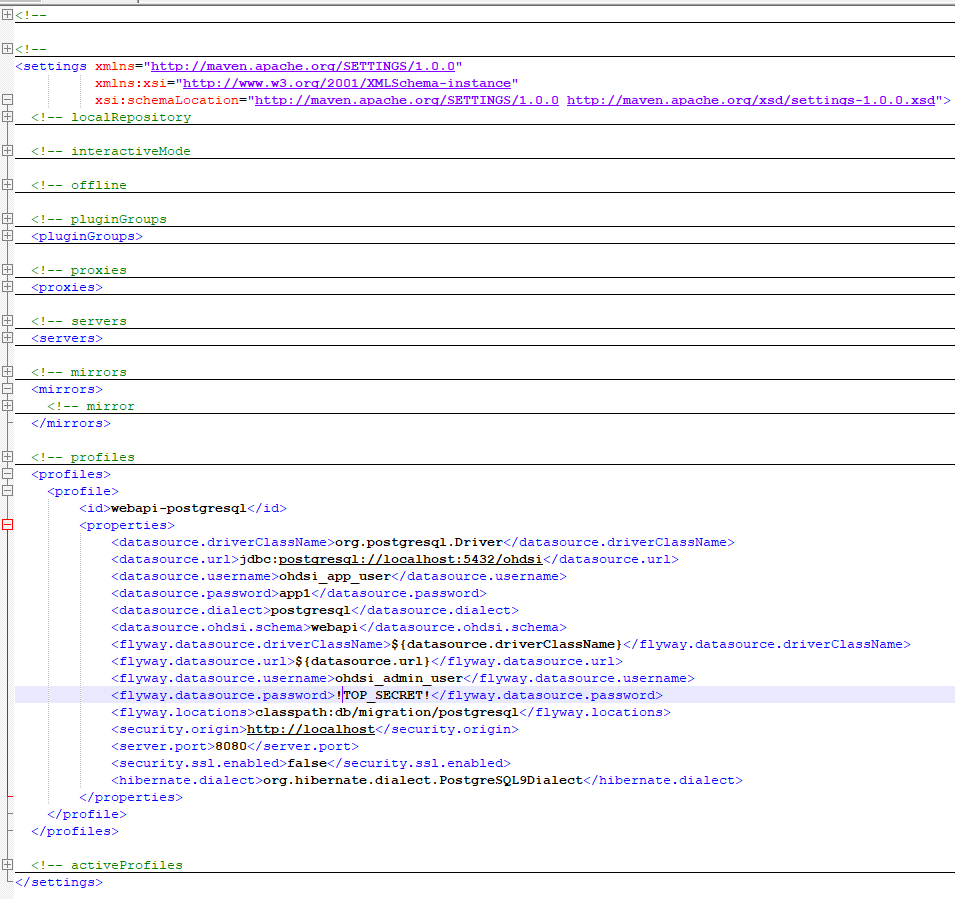 <!--
<!--
<settings xmlns="http://maven.apache.org/SETTINGS/1.0.0"
xmlns:xsi="http://www.w3.org/2001/XMLSchema-instance"
xsi:schemaLocation="http://maven.apache.org/SETTINGS/1.0.0 http://maven.apache.org/xsd/settings-1.0.0.xsd">
<!-- localRepository
<!-- interactiveMode
<!-- offline
<!-- pluginGroups
<pluginGroups>
<!-- proxies
<proxies>
<!-- servers
<servers>
<!-- mirrors
<mirrors>
<!-- mirror
</mirrors>
<!-- profiles
<profiles>
<profile>
<id>webapi-postgresql</id>
<properties>
<datasource.driverClassName>org.postgresql.Driver</datasource.driverClassName>
<datasource.url>jdbc:postgresql://localhost:5432/ohdsi</datasource.url>
<datasource.username>ohdsi_app_user</datasource.username>
<datasource.password>app1</datasource.password>
<datasource.dialect>postgresql</datasource.dialect>
<datasource.ohdsi.schema>webapi</datasource.ohdsi.schema>
<flyway.datasource.driverClassName>${datasource.driverClassName}</flyway.datasource.driverClassName>
<flyway.datasource.url>${datasource.url}</flyway.datasource.url>
<flyway.datasource.username>ohdsi_admin_user</flyway.datasource.username>
<flyway.datasource.password>!TOP_SECRET!</flyway.datasource.password>
<flyway.locations>classpath:db/migration/postgresql</flyway.locations>
<security.origin>http://localhost</security.origin>
<server.port>8080</server.port>
<security.ssl.enabled>false</security.ssl.enabled>
<hibernate.dialect>org.hibernate.dialect.PostgreSQL9Dialect</hibernate.dialect>
</properties>
</profile>
</profiles>
<!-- activeProfiles
</settings>